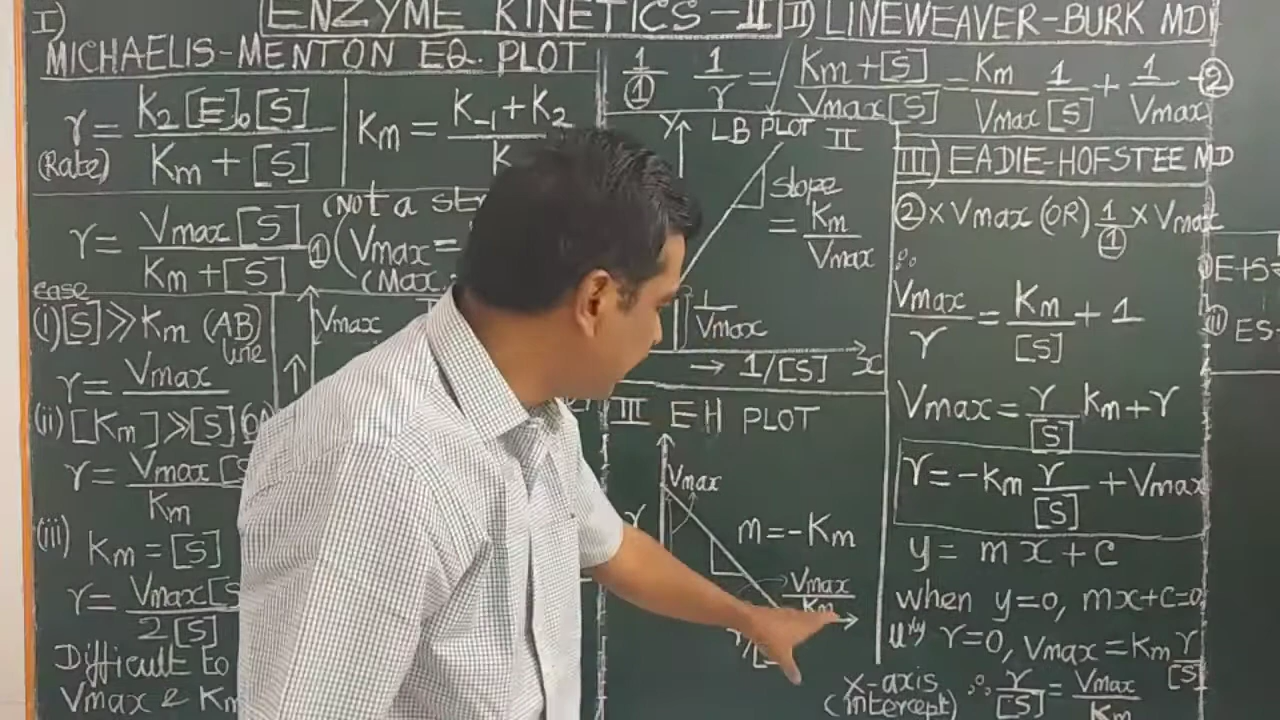 ENZYME KINETICS-II
I)
MICHAELIS-MENTON EQ. PLOT
r = K2[E]o[S] / Km + [S]
(Rate)
Km = K-1 + K2 / K
r = Vmax[S] / Km + [S] ①
(Not a
(Vmax =
(Max.
case
(i) [S] ≫ Km (AB) line
r = Vmax
(ii) [Km] ≫ [S]
r = Vmax / Km
(iii) Km = [S]
r = Vmax[S / 2[S]
Difficult to
Vmax & Km
Vmax
II) LINEWEAVER-BURK MD
1/① 1/r = Km+[S] / Vmax[S] = Km/Vmax 1/[S] + 1/Vmax -②
Y LB PLOT II
slope
= Km / Vmax
1/Vmax
→ 1/[S] x
III EH PLOT
Vmax
r
m = -Km
Vmax / Km
r/[
III) EADIE-HOFSTEE MD
② × Vmax (OR) 1/① × Vmax
∴
Vmax / r = Km / [S] + 1
Vmax = r/[S] Km + r
r = -Km r/[S] + Vmax
y = m x + c
when y=0, mx+c=0
lllrly r=0, Vmax = Km r/[S]
x-axis (intercept) ∴ r/[S] = Vmax / Km
E+S=
ES